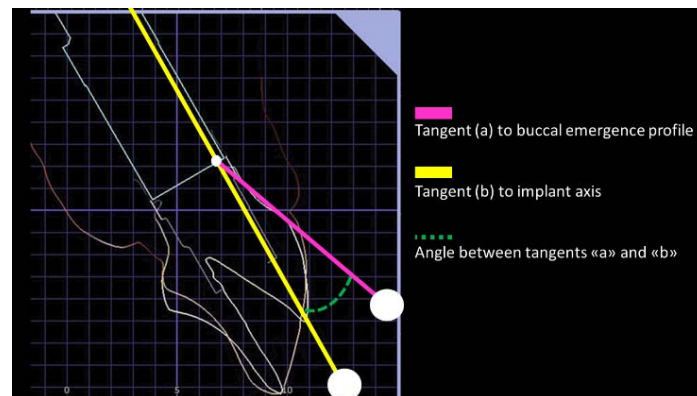 Tangent (a) to buccal emergence profile
Tangent (b) to implant axis
Angle between tangents «a» and «b»
0
5
10